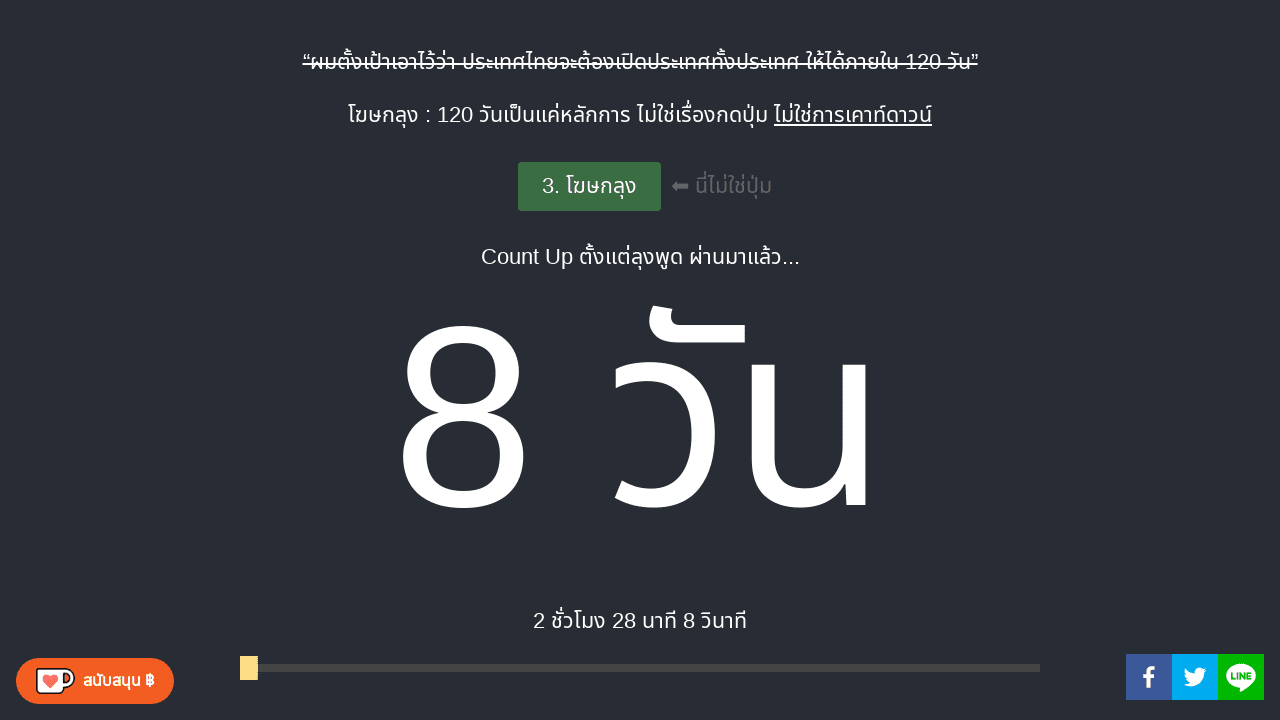 “ผมตั้งเป้าเอาไว้ว่า ประเทศไทยจะต้องเปิดประเทศทั้งประเทศ ให้ได้ภายใน 120 วัน”
โฆษกลุง : 120 วันเป็นแค่หลักการ ไม่ใช่เรื่องกดปุ่ม ไม่ใช่การเคาท์ดาวน์
3. โฆษกลุง ⬅ นี่ไม่ใช่ปุ่ม
Count Up ตั้งแต่ลุงพูด ผ่านมาแล้ว...
8 วัน
2 ชั่วโมง 28 นาที 8 วินาที
สนับสนุน ฿
LINE